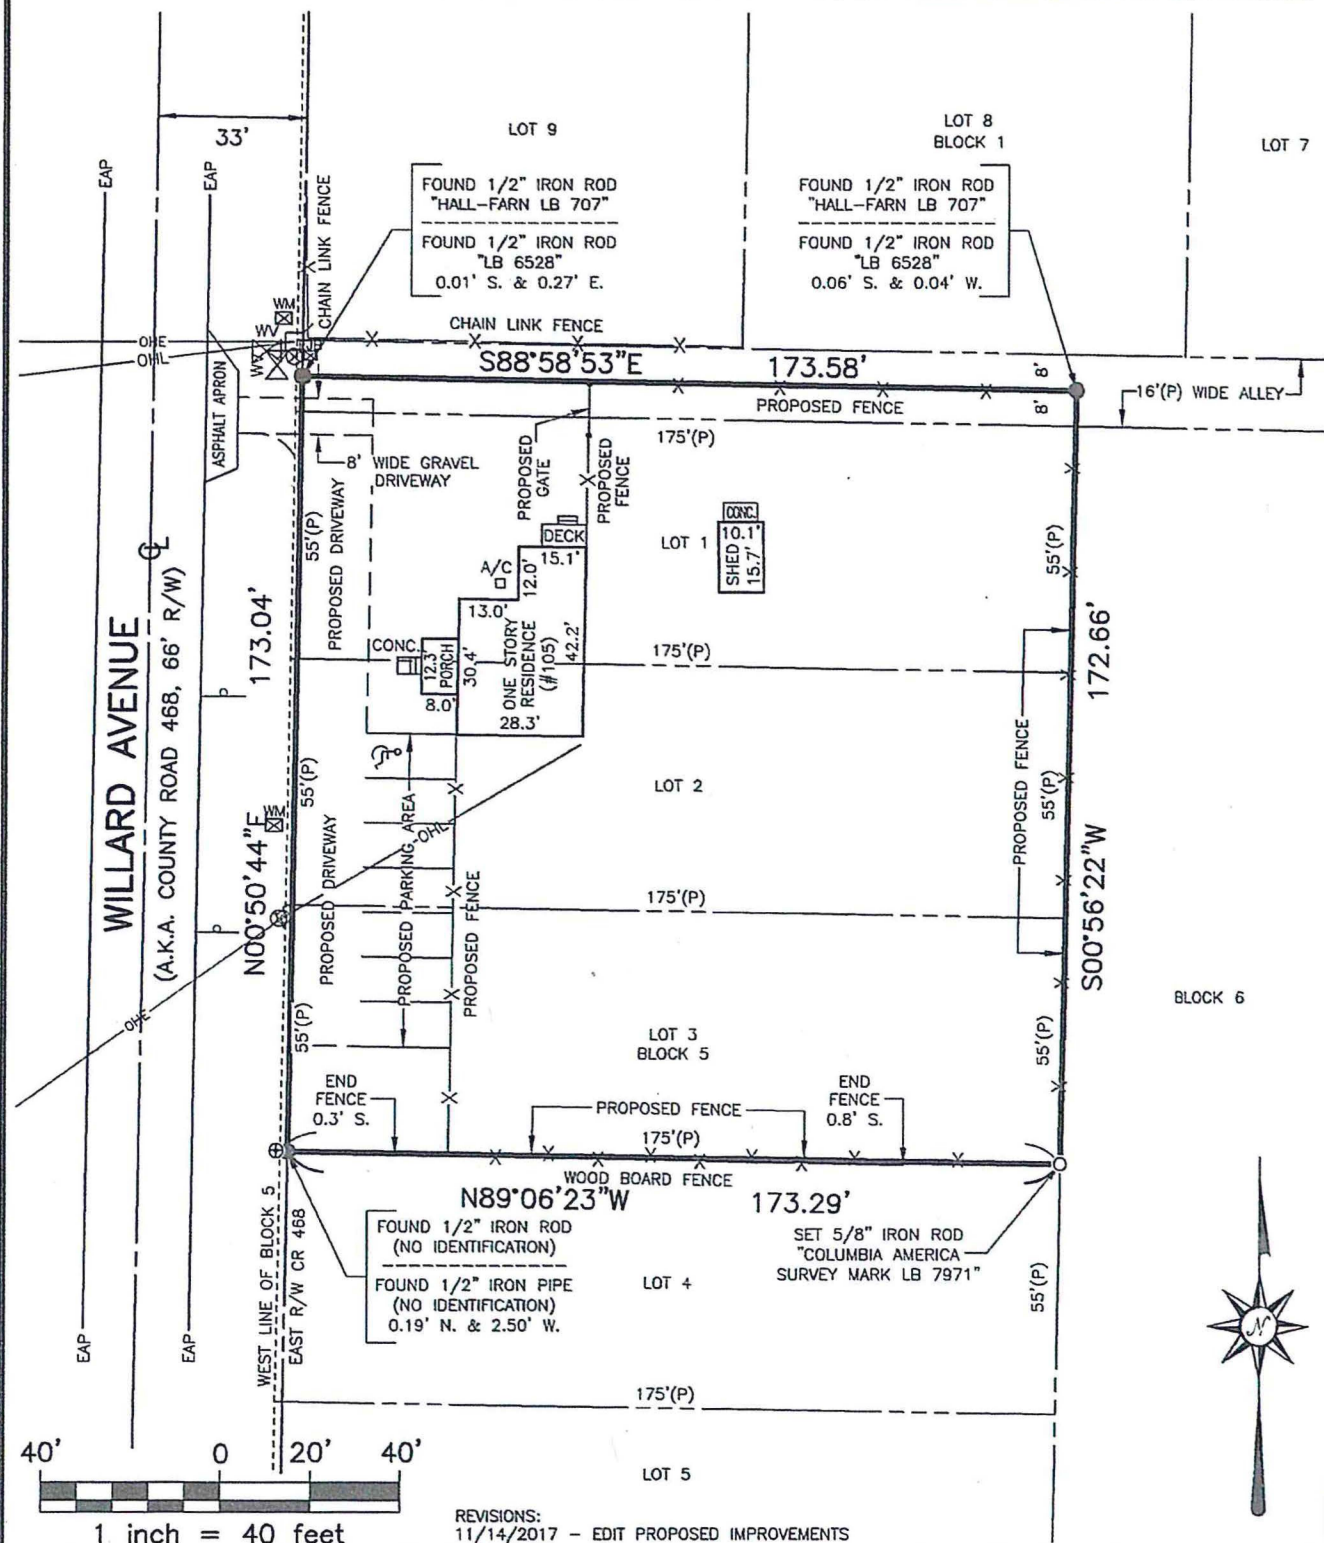 33'
EAP
EAP
LOT 9
LOT 8
BLOCK 1
LOT 7
FOUND 1/2" IRON ROD
"HALL-FARN LB 707"
FOUND 1/2" IRON ROD
"LB 6528"
0.01' S. & 0.27' E.
FOUND 1/2" IRON ROD
"HALL-FARN LB 707"
FOUND 1/2" IRON ROD
"LB 6528"
0.06' S. & 0.04' W.
CHAIN LINK FENCE
WM
WV
WV
OHE
OHL
CHAIN LINK FENCE
S88°58'53"E
173.58'
8'
8'
16'(P) WIDE ALLEY
PROPOSED FENCE
175'(P)
ASPHALT APRON
8' WIDE GRAVEL
DRIVEWAY
PROPOSED
GATE
PROPOSED
FENCE
55'(P)
PROPOSED DRIVEWAY
DECK
15.1'
A/C
12.0'
13.0'
LOT 1
CONC.
10.1'
SHED
15.7'
55'(P)
CONC.
12.3'
PORCH
8.0'
30.4'
ONE STORY
RESIDENCE
(#105)
42.2'
28.3'
175'(P)
173.04'
172.66'
WILLARD AVENUE
(A.K.A. COUNTY ROAD 468, 66' R/W)
CL
N00°50'44"E
S00°56'22"W
PROPOSED FENCE
LOT 2
55'(P)
55'(P)
WM
PROPOSED DRIVEWAY
PROPOSED PARKING AREA
OHL
PROPOSED FENCE
175'(P)
OHE
BLOCK 6
55'(P)
55'(P)
LOT 3
BLOCK 5
END
FENCE
0.3' S.
PROPOSED FENCE
END
FENCE
0.8' S.
175'(P)
WOOD BOARD FENCE
N89°06'23"W
173.29'
WEST LINE OF BLOCK 5
EAST R/W CR 468
FOUND 1/2" IRON ROD
(NO IDENTIFICATION)
FOUND 1/2" IRON PIPE
(NO IDENTIFICATION)
0.19' N. & 2.50' W.
SET 5/8" IRON ROD
"COLUMBIA AMERICA
SURVEY MARK LB 7971"
LOT 4
55'(P)
EAP
EAP
N
175'(P)
LOT 5
40' 0 20' 40'
1 inch = 40 feet
REVISIONS:
11/14/2017 - EDIT PROPOSED IMPROVEMENTS